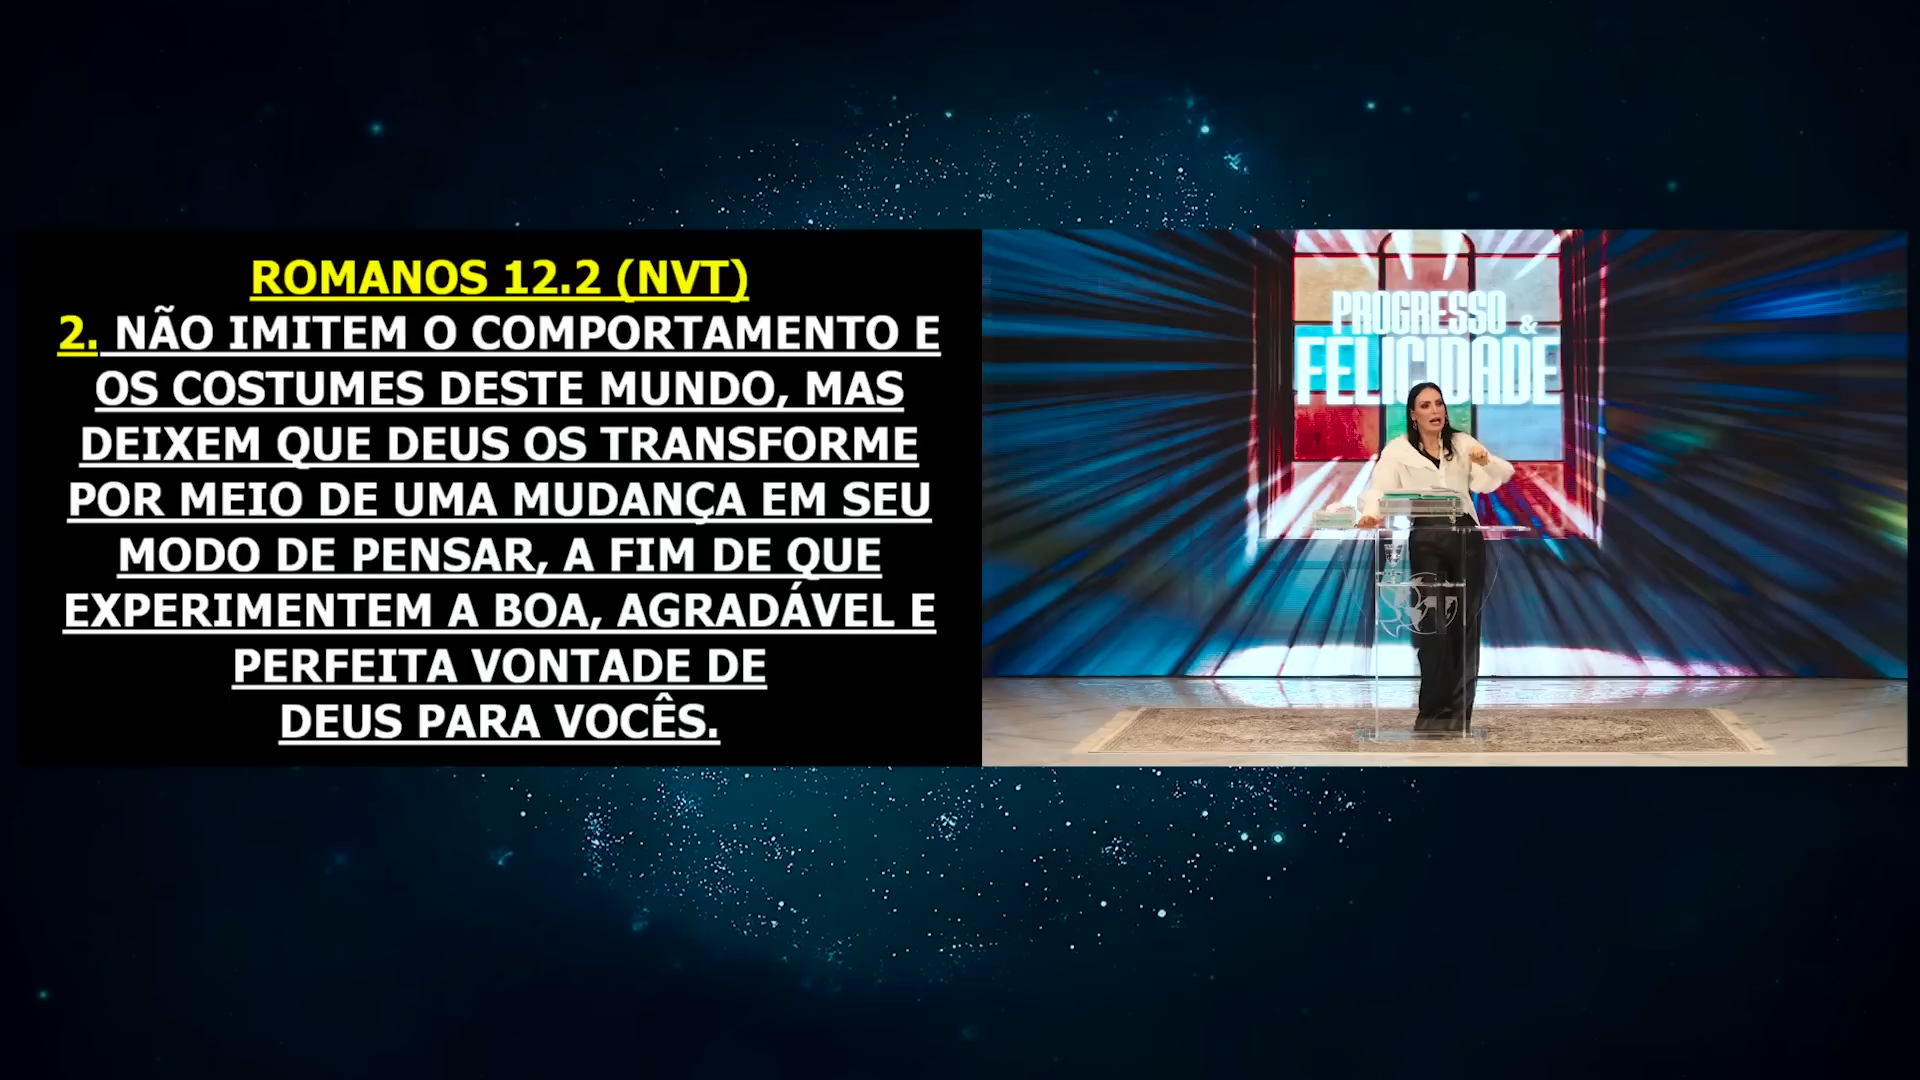 ROMANOS 12.2 (NVT)
2. NÃO IMITEM O COMPORTAMENTO E
OS COSTUMES DESTE MUNDO, MAS
DEIXEM QUE DEUS OS TRANSFORME
POR MEIO DE UMA MUDANÇA EM SEU
MODO DE PENSAR, A FIM DE QUE
EXPERIMENTEM A BOA, AGRADÁVEL E
PERFEITA VONTADE DE
DEUS PARA VOCÊS.
PROGRESSO &
FELICIDADE